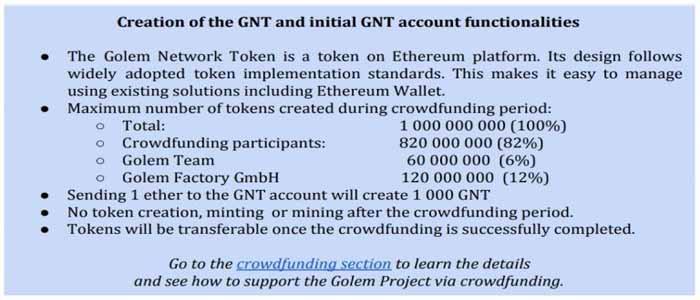 Creation of the GNT and initial GNT account functionalities
● The Golem Network Token is a token on Ethereum platform. Its design follows
widely adopted token implementation standards. This makes it easy to manage
using existing solutions including Ethereum Wallet.
● Maximum number of tokens created during crowdfunding period:
○ Total: 1 000 000 000 (100%)
○ Crowdfunding participants: 820 000 000 (82%)
○ Golem Team 60 000 000 (6%)
○ Golem Factory GmbH 120 000 000 (12%)
● Sending 1 ether to the GNT account will create 1 000 GNT
● No token creation, minting or mining after the crowdfunding period.
● Tokens will be transferable once the crowdfunding is successfully completed.
Go to the crowdfunding section to learn the details
and see how to support the Golem Project via crowdfunding.